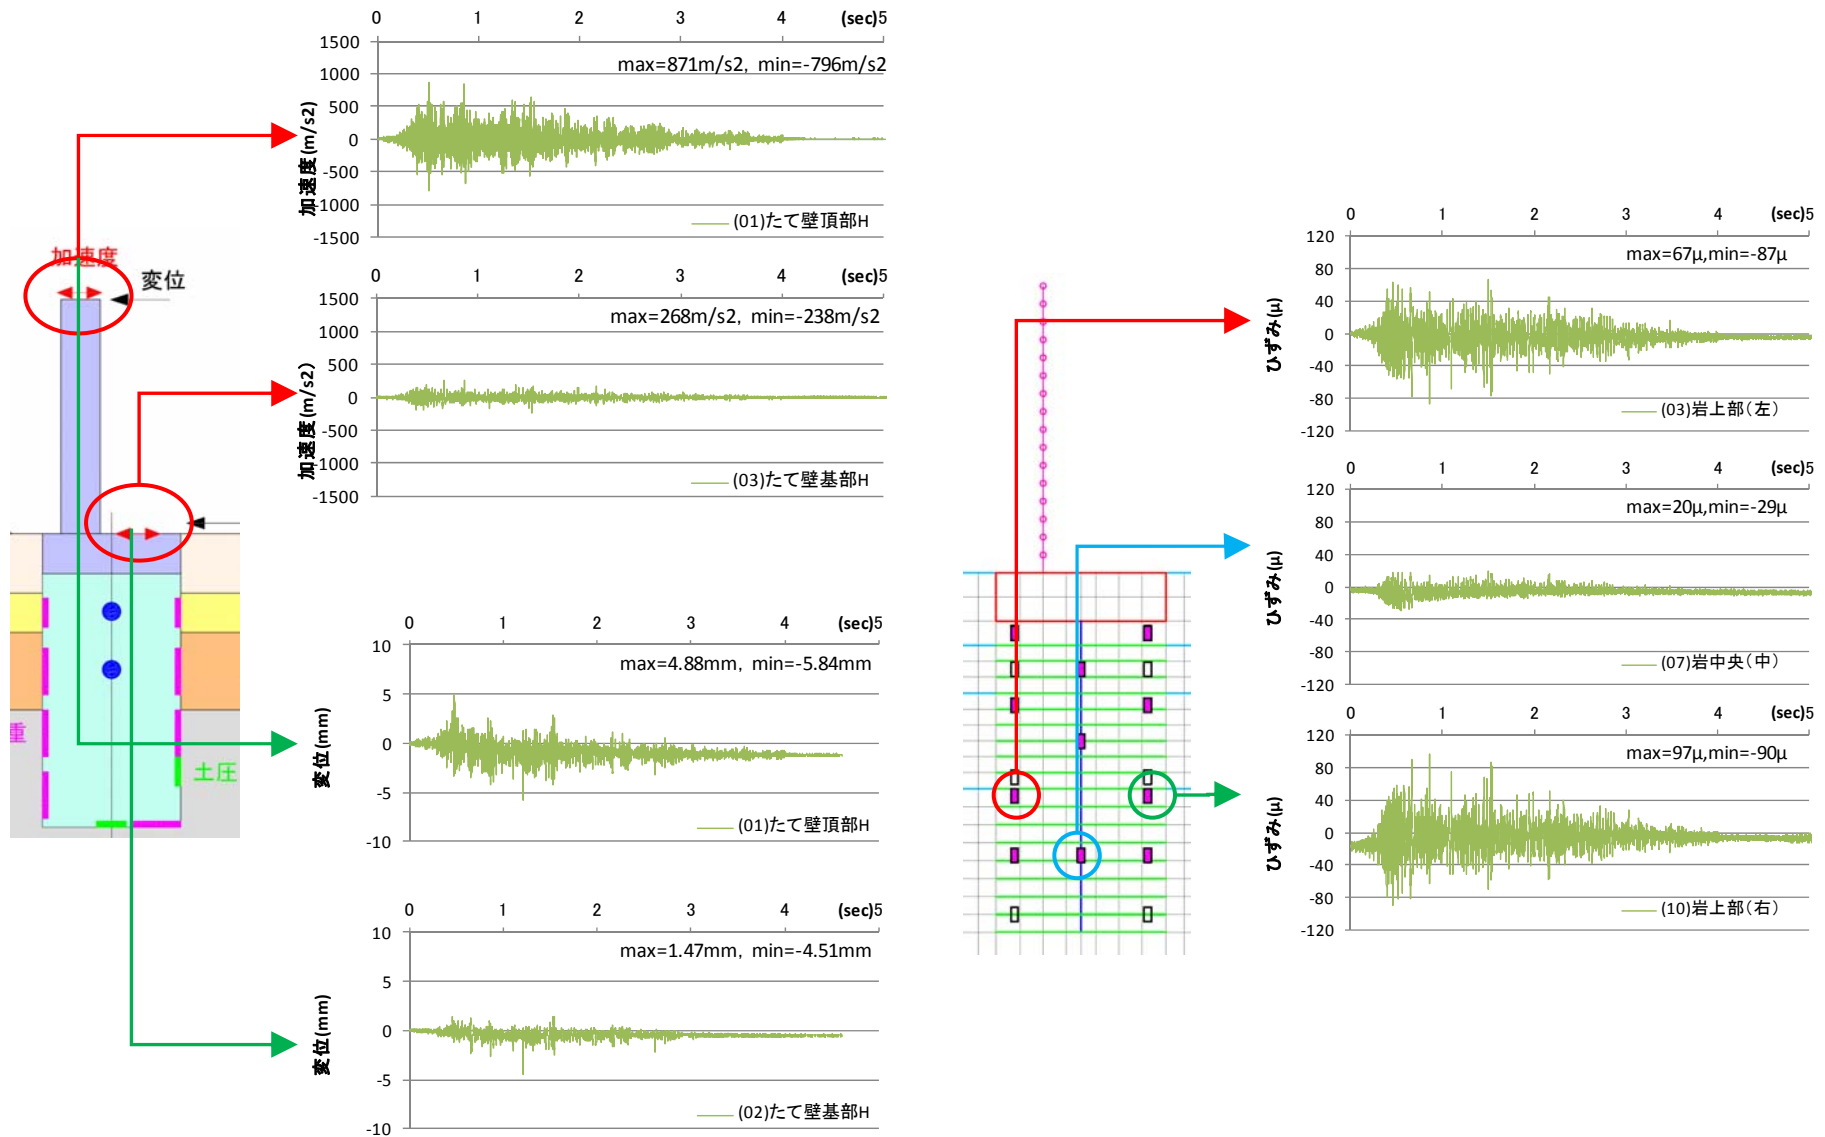 0 1 2 3 4 (sec)5
1500
1000
500
0
-500
-1000
-1500
加速度(m/s2)
max=871m/s2, min=-796m/s2
(01)たて壁頂部H
0 1 2 3 4 (sec)5
1500
1000
500
0
-500
-1000
-1500
加速度(m/s2)
max=268m/s2, min=-238m/s2
(03)たて壁基部H
加速度
変位
重
土圧
0 1 2 3 4 (sec)5
10
5
0
-5
-10
変位(mm)
max=4.88mm, min=-5.84mm
(01)たて壁頂部H
0 1 2 3 4 (sec)5
10
5
0
-5
-10
変位(mm)
max=1.47mm, min=-4.51mm
(02)たて壁基部H
0 1 2 3 4 (sec)5
120
80
40
0
-40
-80
-120
ひずみ(μ)
max=67μ,min=-87μ
(03)岩上部(左)
0 1 2 3 4 (sec)5
120
80
40
0
-40
-80
-120
ひずみ(μ)
max=20μ,min=-29μ
(07)岩中央(中)
0 1 2 3 4 (sec)5
120
80
40
0
-40
-80
-120
ひずみ(μ)
max=97μ,min=-90μ
(10)岩上部(右)